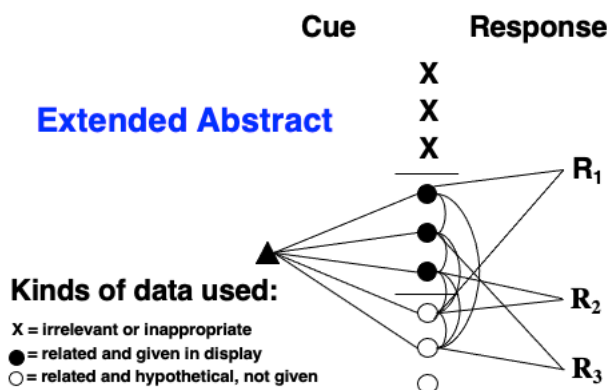 Cue Response
X
X
Extended Abstract
X
R1
Kinds of data used:
X = irrelevant or inappropriate
R2
= related and given in display
R3
= related and hypothetical, not given